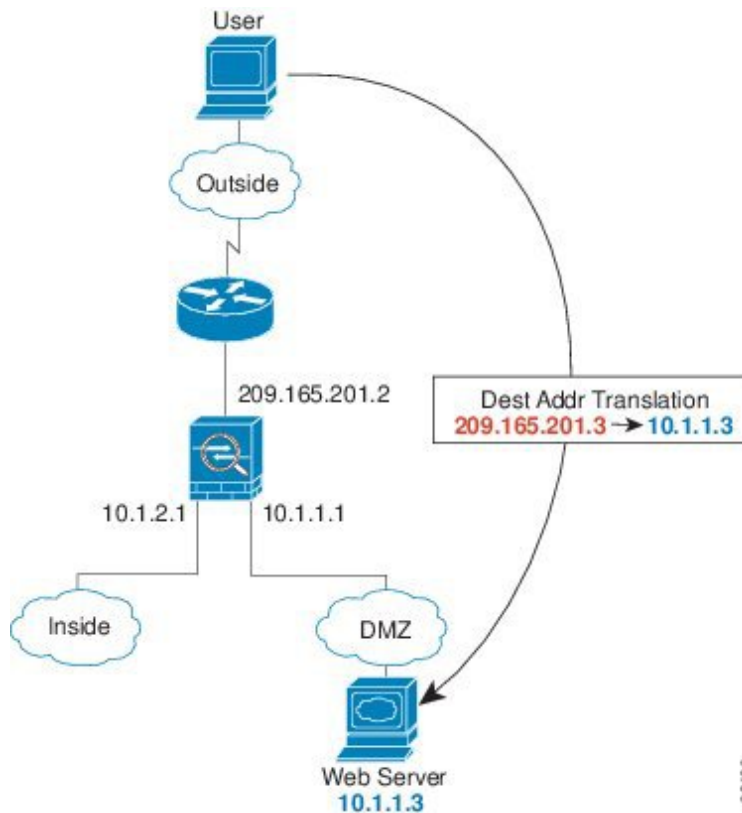 User
Outside
209.165.201.2
Dest Addr Translation
209.165.201.3 → 10.1.1.3
10.1.2.1
10.1.1.1
Inside
DMZ
Web Server
10.1.1.3